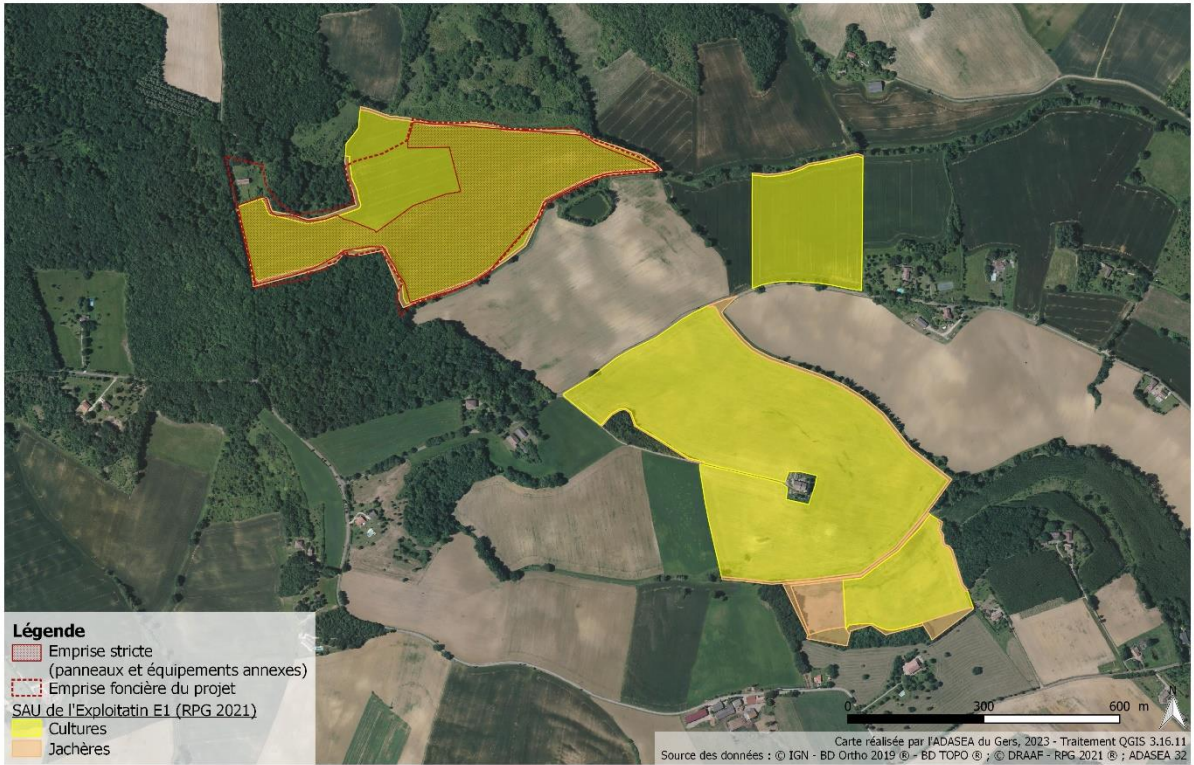 Légende
Emprise stricte
(panneaux et équipements annexes)
Emprise foncière du projet
SAU de l'Exploitatin E1 (RPG 2021)
Cultures
Jachères
N
0 300 600 m
Carte réalisée par l'ADASEA du Gers, 2023 - Traitement QGIS 3.16.11
Source des données : © IGN - BD Ortho 2019 ® - BD TOPO ® ; © DRAAF - RPG 2021 ® ; ADASEA 32